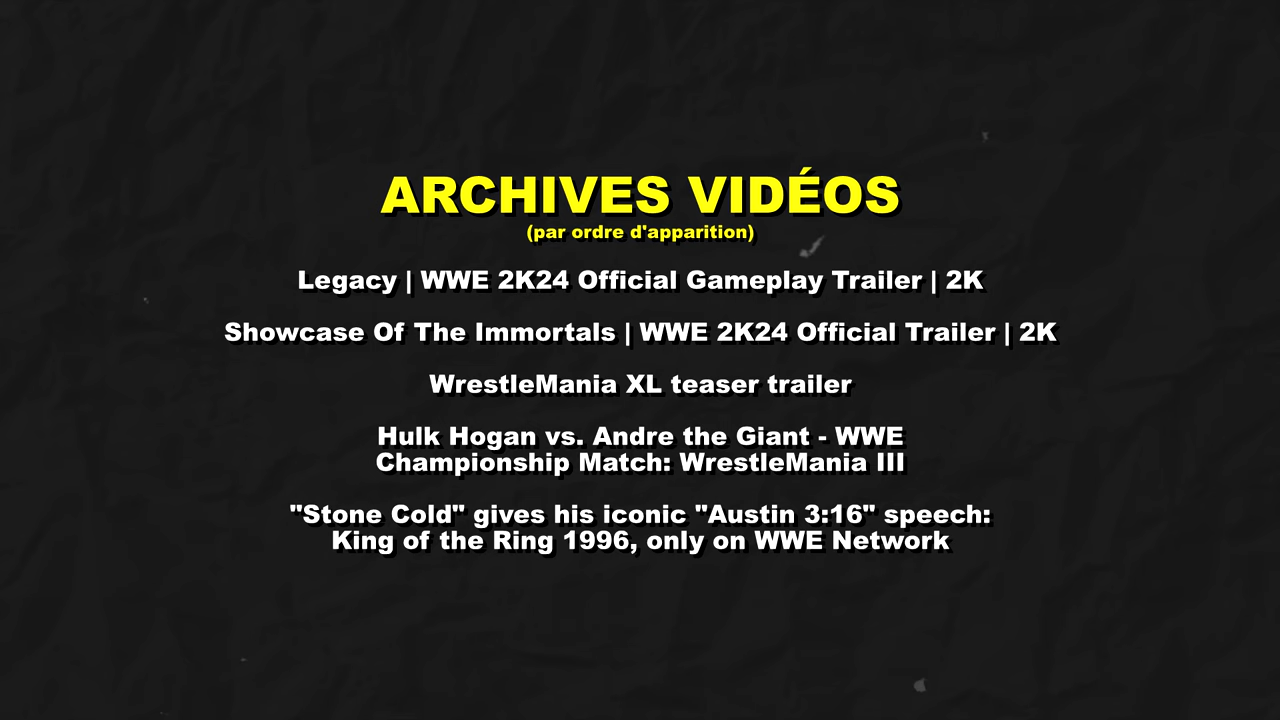 ARCHIVES VIDÉOS
(par ordre d'apparition)
Legacy | WWE 2K24 Official Gameplay Trailer | 2K
Showcase Of The Immortals | WWE 2K24 Official Trailer | 2K
WrestleMania XL teaser trailer
Hulk Hogan vs. Andre the Giant - WWE
Championship Match: WrestleMania III
"Stone Cold" gives his iconic "Austin 3:16" speech:
King of the Ring 1996, only on WWE Network